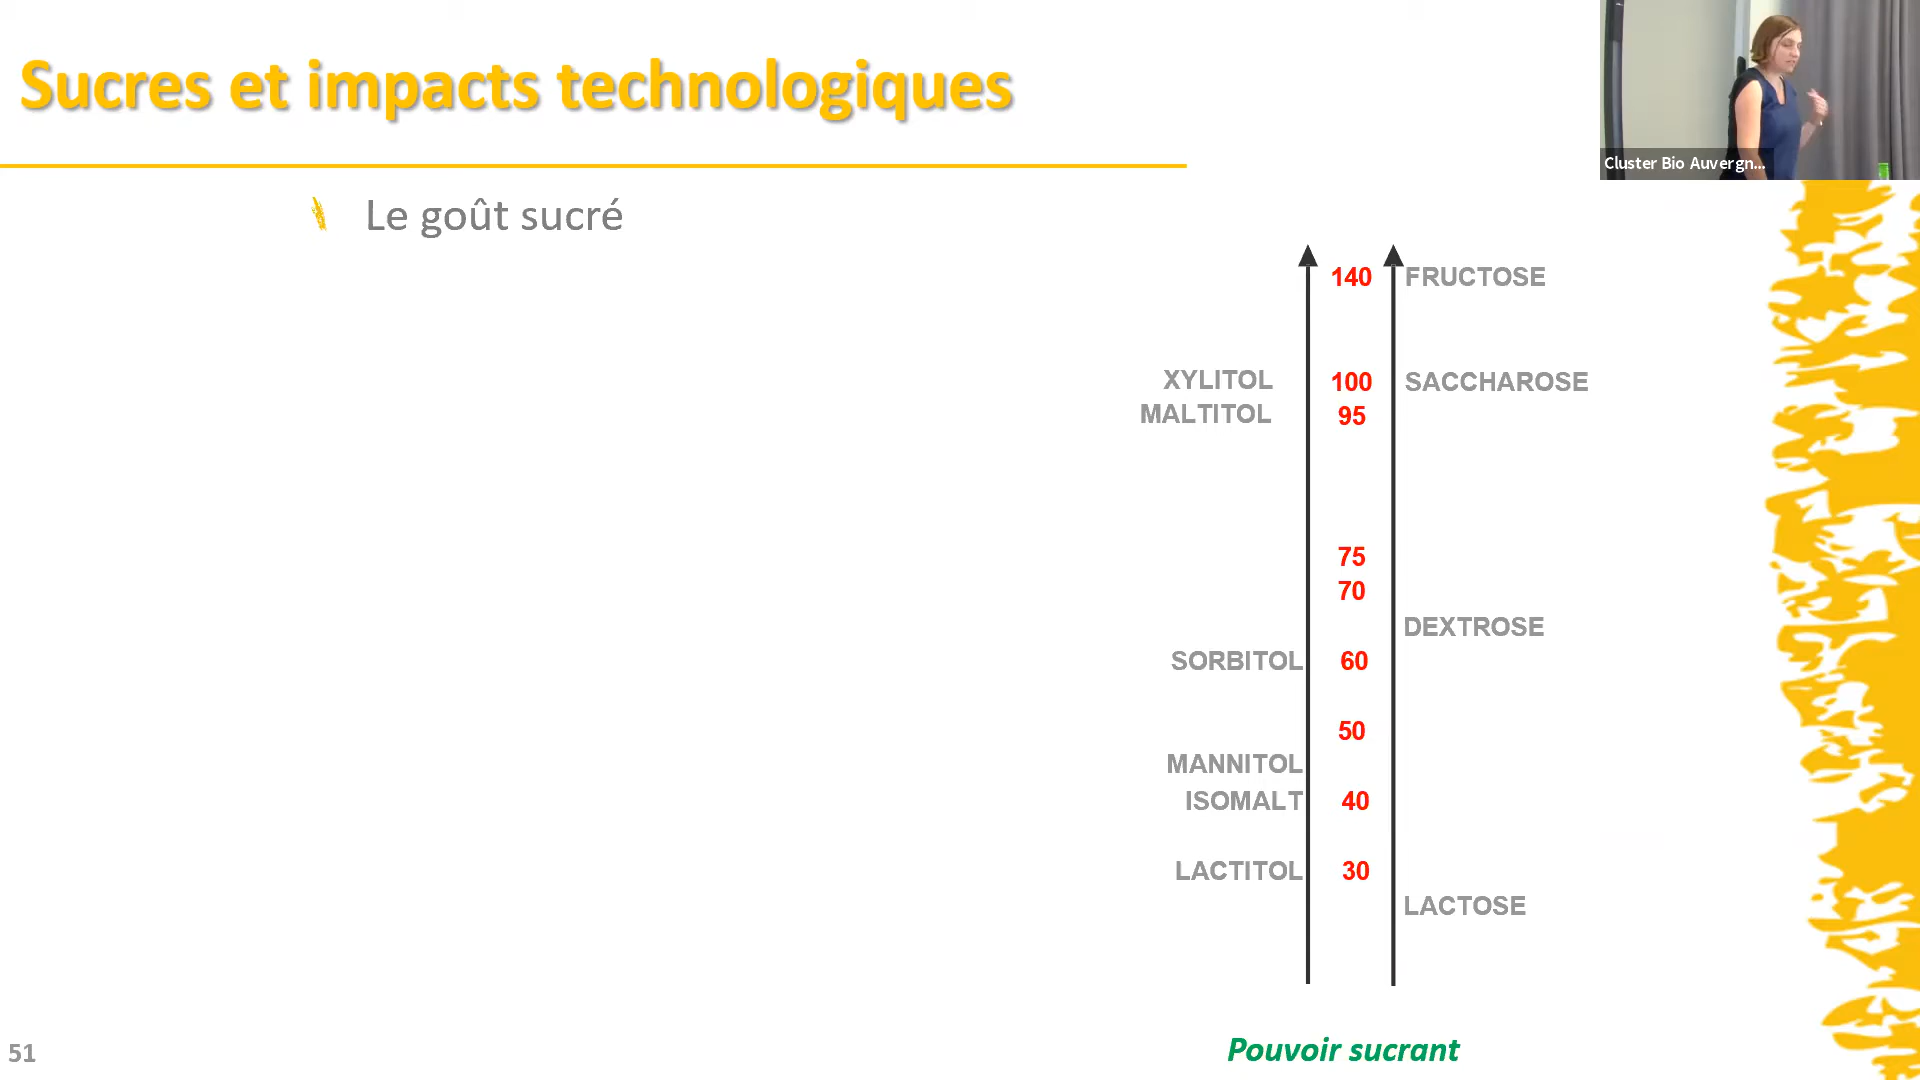 Sucres et impacts technologiques
Cluster Bio Auvergn...
Le goût sucré
140 FRUCTOSE
XYLITOL 100 SACCHAROSE
MALTITOL 95
75
70
DEXTROSE
SORBITOL 60
50
MANNITOL
ISOMALT 40
LACTITOL 30
LACTOSE
Pouvoir sucrant
51